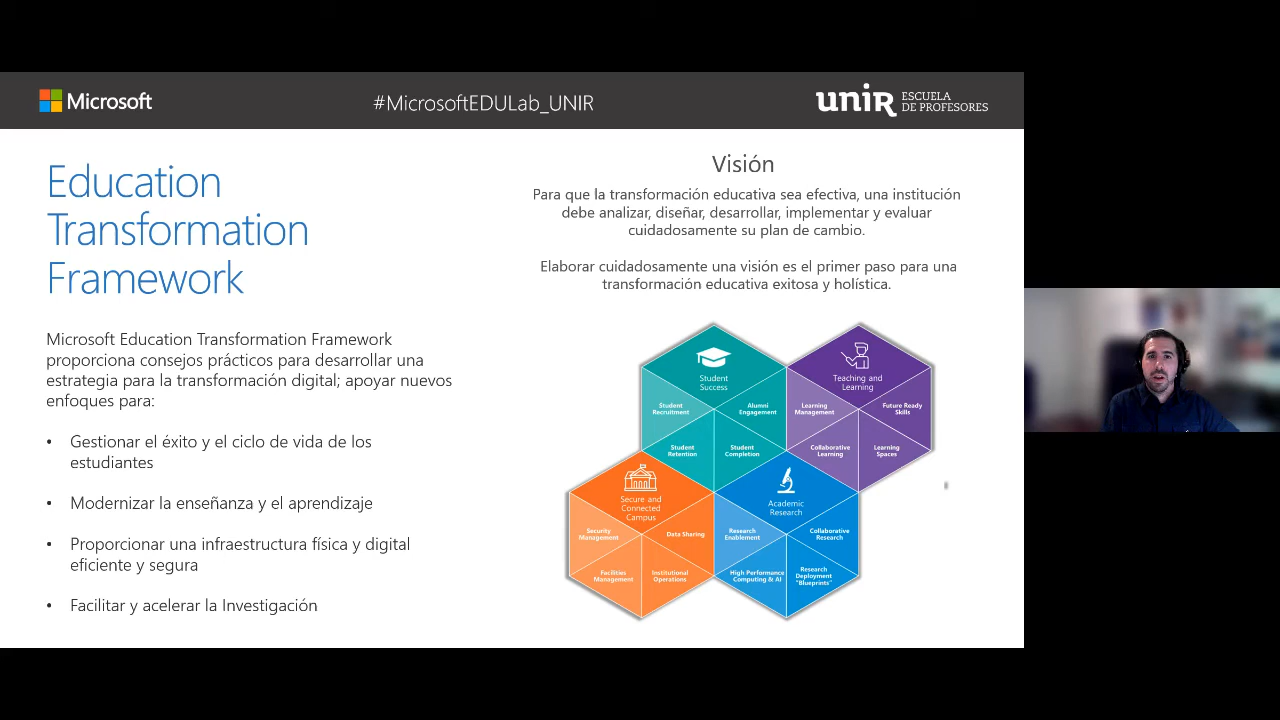 Microsoft
#MicrosoftEDULab_UNIR
unir ESCUELA
DE PROFESORES
Education
Transformation
Framework
Microsoft Education Transformation Framework
proporciona consejos prácticos para desarrollar una
estrategia para la transformación digital; apoyar nuevos
enfoques para:
• Gestionar el éxito y el ciclo de vida de los
estudiantes
• Modernizar la enseñanza y el aprendizaje
• Proporcionar una infraestructura física y digital
eficiente y segura
• Facilitar y acelerar la Investigación
Visión
Para que la transformación educativa sea efectiva, una institución
debe analizar, diseñar, desarrollar, implementar y evaluar
cuidadosamente su plan de cambio.
Elaborar cuidadosamente una visión es el primer paso para una
transformación educativa exitosa y holística.
Student
Success
Student
Recruitment
Alumni
Engagement
Student
Retention
Student
Completion
Teaching and
Learning
Learning
Management
Future Ready
Skills
Collaborative
Learning
Learning
Spaces
Secure and
Connected
Campus
Security
Management
Data Sharing
Facilities
Management
Institutional
Operations
Academic
Research
Research
Enablement
Collaborative
Research
High Performance
Computing & AI
Research
Deployment
"Blueprints"